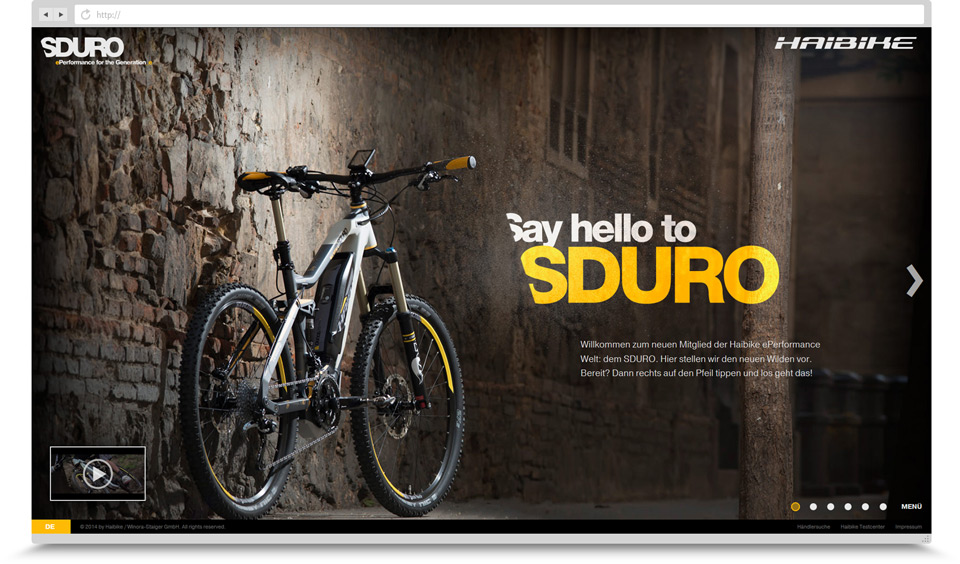 http://
SDURO
ePerformance for the Generation e.
HAIBIKE
Say hello to
SDURO
Willkommen zum neuen Mitglied der Haibike ePerformance
Welt: dem SDURO. Hier stellen wir den neuen Wilden vor.
Bereit? Dann rechts auf den Pfeil tippen und los geht das!
MENÜ
DE
© 2014 by Haibike / Winora-Staiger GmbH. All rights reserved.
Händlersuche Haibike Testcenter Impressum